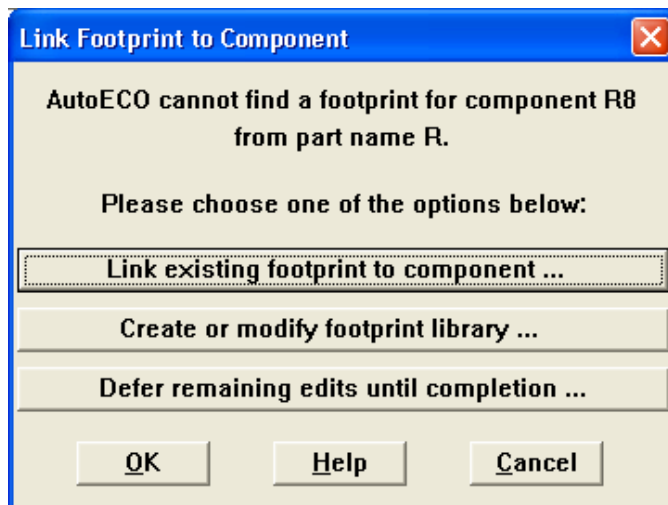 Link Footprint to Component
AutoECO cannot find a footprint for component R8
from part name R.
Please choose one of the options below:
Link existing footprint to component ...
Create or modify footprint library ...
Defer remaining edits until completion ...
OK Help Cancel